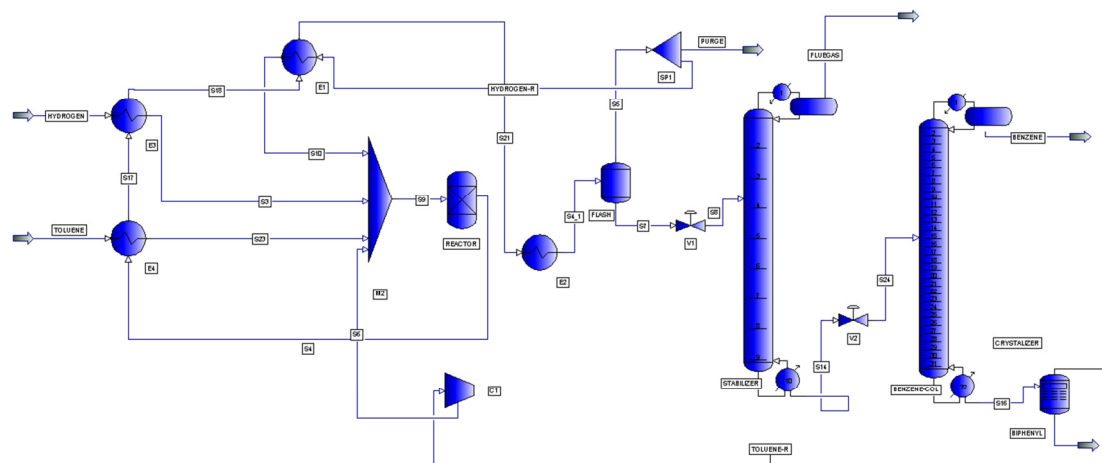 PURGE
FLUEGAS
SP1
S18
E1
HYDROGEN-R
S5
HYDROGEN
E3
S21
BENZENE
S10
S17
S9
S4_1
S3
FLASH
S7
S8
V1
TOLUENE
S23
REACTOR
E4
E2
M2
S24
S6
V2
CRYSTALIZER
S4
S14
C1
STABILIZER
BENZENE-COL
S16
BIPHENYL
TOLUENE-R